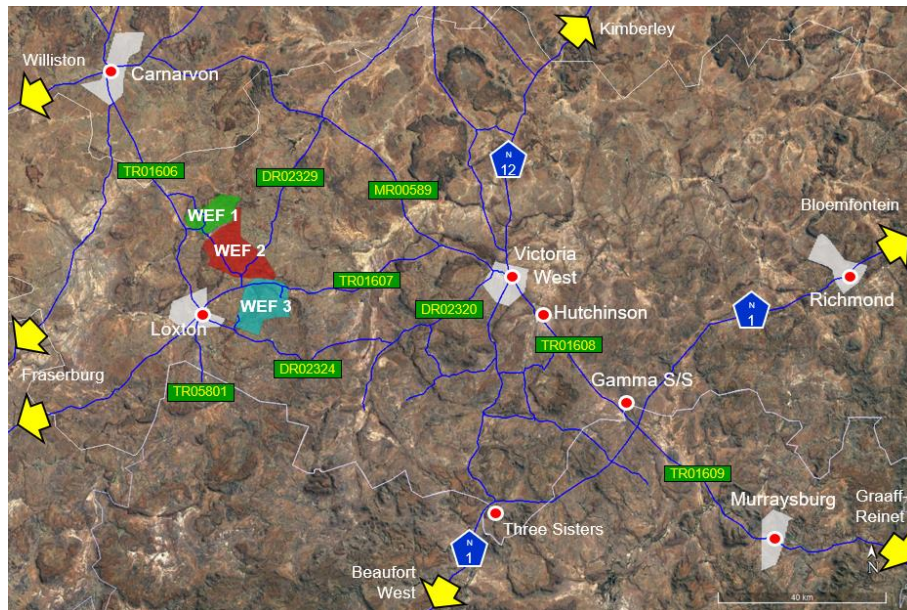 Kimberley
Williston
Carnarvon
N
12
TR01606
DR02329
MR00589
WEF 1
Bloemfontein
WEF 2
Victoria
West
TR01607
Richmond
WEF 3
DR02320
Hutchinson
N
1
Loxton
TR01608
DR02324
Fraserburg
TR05801
Gamma S/S
TR01609
Murraysburg
Graaff-
Reinet
Three Sisters
N
1
N
Beaufort
West
40 km